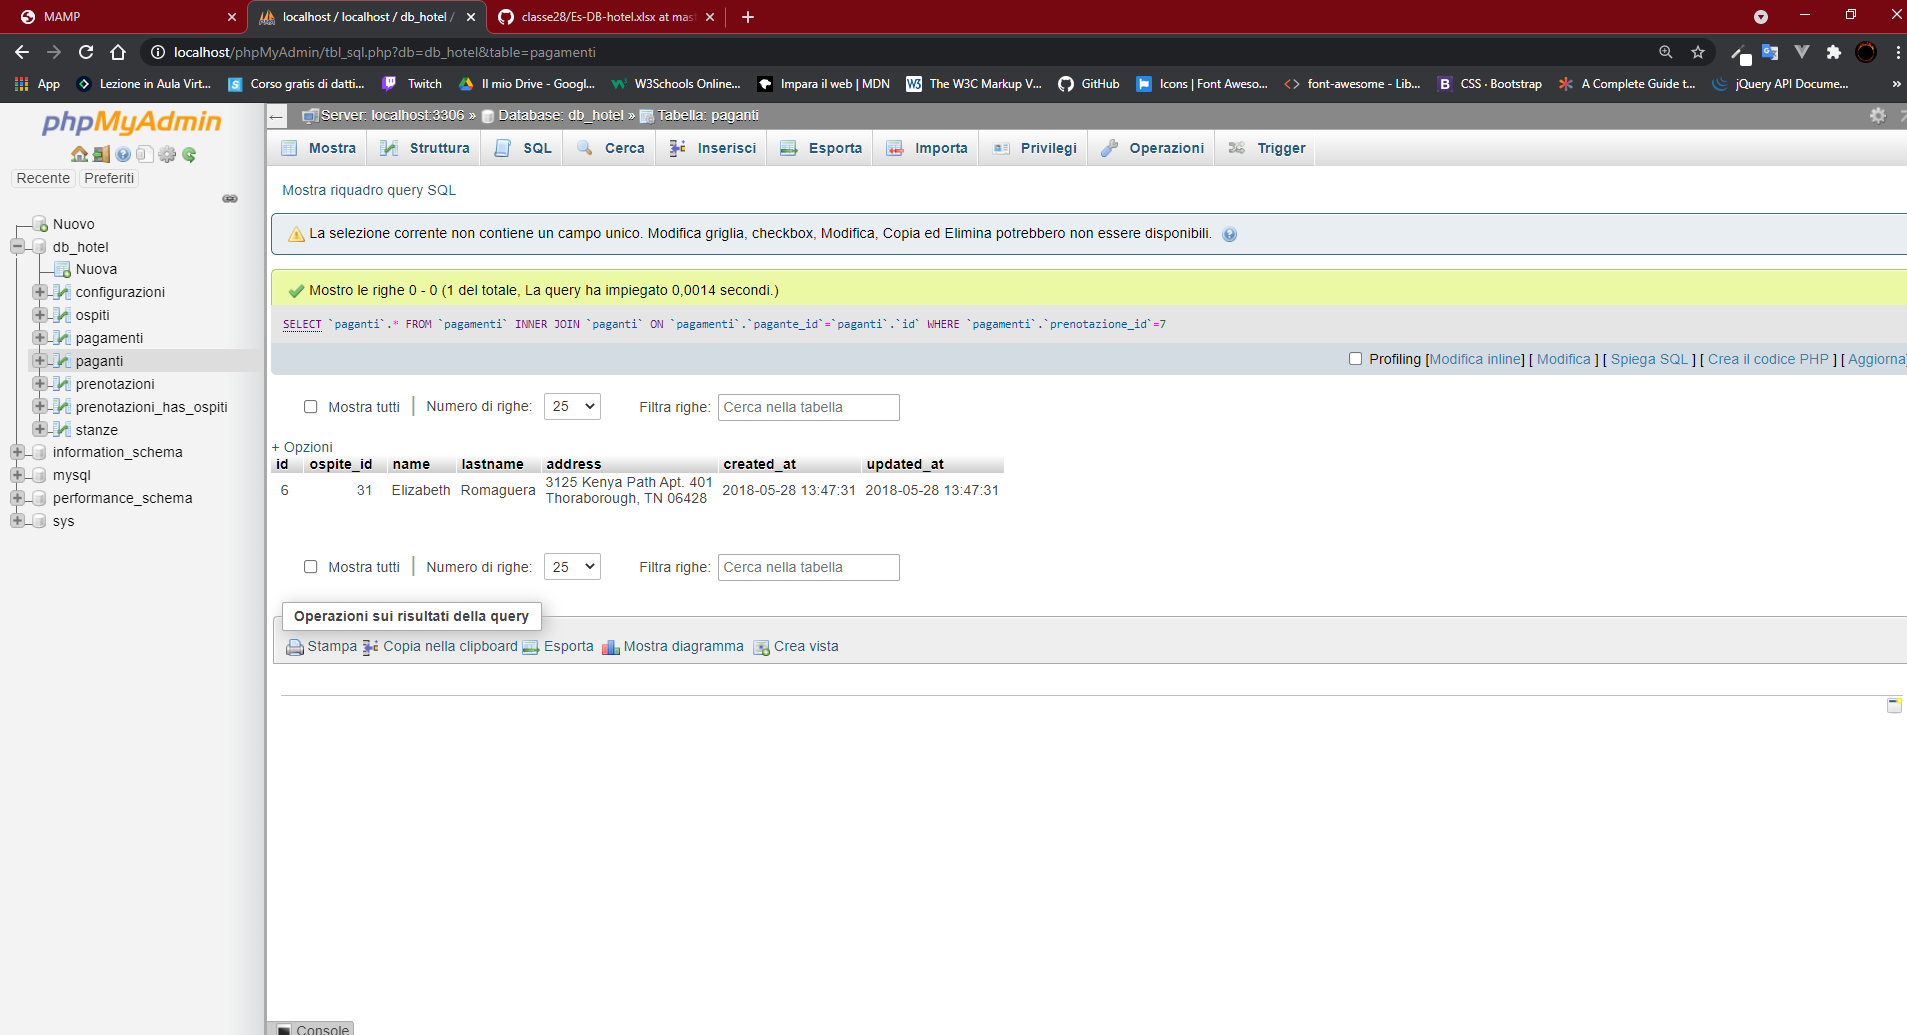 MAMP
localhost / localhost / db_hotel /
classe28/Es-DB-hotel.xlsx at mast
localhost/phpMyAdmin/tbl_sql.php?db=db_hotel&table=pagamenti
App
Lezione in Aula Virt...
Corso gratis di datti...
Twitch
Il mio Drive - Googl...
W3Schools Online...
Impara il web | MDN
The W3C Markup V...
GitHub
Icons | Font Aweso...
font-awesome - Lib...
CSS · Bootstrap
A Complete Guide t...
jQuery API Docume...
»
phpMyAdmin
Recente
Preferiti
Nuovo
db_hotel
Nuova
configurazioni
ospiti
pagamenti
paganti
prenotazioni
prenotazioni_has_ospiti
stanze
information_schema
mysql
performance_schema
sys
Server: localhost:3306 » Database: db_hotel » Tabella: paganti
Mostra
Struttura
SQL
Cerca
Inserisci
Esporta
Importa
Privilegi
Operazioni
Trigger
Mostra riquadro query SQL
La selezione corrente non contiene un campo unico. Modifica griglia, checkbox, Modifica, Copia ed Elimina potrebbero non essere disponibili.
Mostro le righe 0 - 0 (1 del totale, La query ha impiegato 0,0014 secondi.)
SELECT `paganti`.* FROM `pagamenti` INNER JOIN `paganti` ON `pagamenti`.`pagante_id`=`paganti`.`id` WHERE `pagamenti`.`prenotazione_id`=7
Profiling [Modifica inline] [ Modifica ] [ Spiega SQL ] [ Crea il codice PHP ] [ Aggiorna]
Mostra tutti | Numero di righe: 25 Filtra righe: Cerca nella tabella
+ Opzioni
id ospite_id name lastname address created_at updated_at
6 31 Elizabeth Romaguera 3125 Kenya Path Apt. 401 2018-05-28 13:47:31 2018-05-28 13:47:31
Thoraborough, TN 06428
Mostra tutti | Numero di righe: 25 Filtra righe: Cerca nella tabella
Operazioni sui risultati della query
Stampa Copia nella clipboard Esporta Mostra diagramma Crea vista
Console